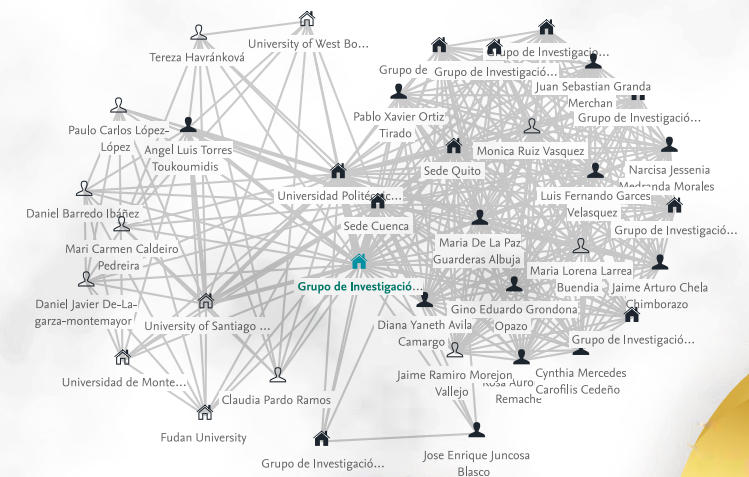 Tereza Havránková
University of West Bo…
Grupo de
Grupo de Investigació…
Grupo de Investigació…
Juan Sebastian Granda
Merchan
Grupo de Investigació…
Pablo Xavier Ortiz
Tirado
Paulo Carlos López-
López
Angel Luis Torres
Toukoumidis
Monica Ruiz Vasquez
Sede Quito
Narcisa Jessenia
Medranda Morales
Universidad Politécnic…
Luis Fernando Garces
Velasquez
Daniel Barredo Ibáñez
Sede Cuenca
Grupo de Investigació…
Mari Carmen Caldeiro
Pedreira
Maria De La Paz
Guarderas Albuja
Maria Lorena Larrea
Buendia
Jaime Arturo Chela
Chimborazo
Grupo de Investigació…
Daniel Javier De-La-
garza-montemayor
University of Santiago …
Diana Yaneth Avila
Camargo
Gino Eduardo Grondona
Opazo
Grupo de Investigació…
Universidad de Monte…
Claudia Pardo Ramos
Jaime Ramiro Morejon
Vallejo
Rosa Auro
Remache
Cynthia Mercedes
Carofilis Cedeño
Fudan University
Grupo de Investigació…
Jose Enrique Juncosa
Blasco